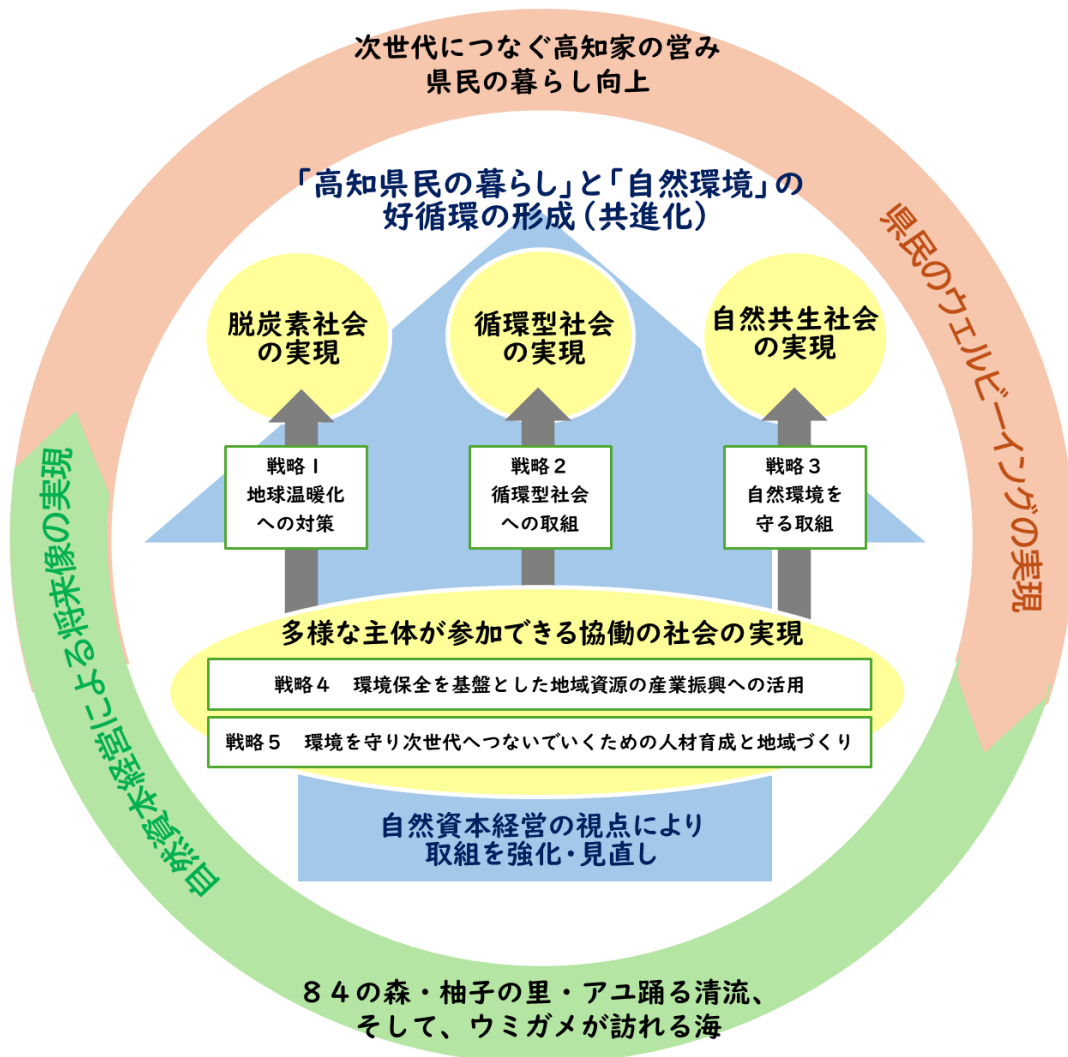 次世代につなぐ高知家の営み
県民の暮らし向上
「高知県民の暮らし」と「自然環境」の
好循環の形成（共進化）
県民のウェルビーイングの実現
脱炭素社会
の実現
循環型社会
の実現
自然共生社会
の実現
戦略１
地球温暖化
への対策
戦略２
循環型社会
への取組
戦略３
自然環境を
守る取組
自然資本経営による将来像の実現
多様な主体が参加できる協働の社会の実現
戦略４　環境保全を基盤とした地域資源の産業振興への活用
戦略５　環境を守り次世代へつないでいくための人材育成と地域づくり
自然資本経営の視点により
取組を強化・見直し
８４の森・柚子の里・アユ踊る清流、
そして、ウミガメが訪れる海